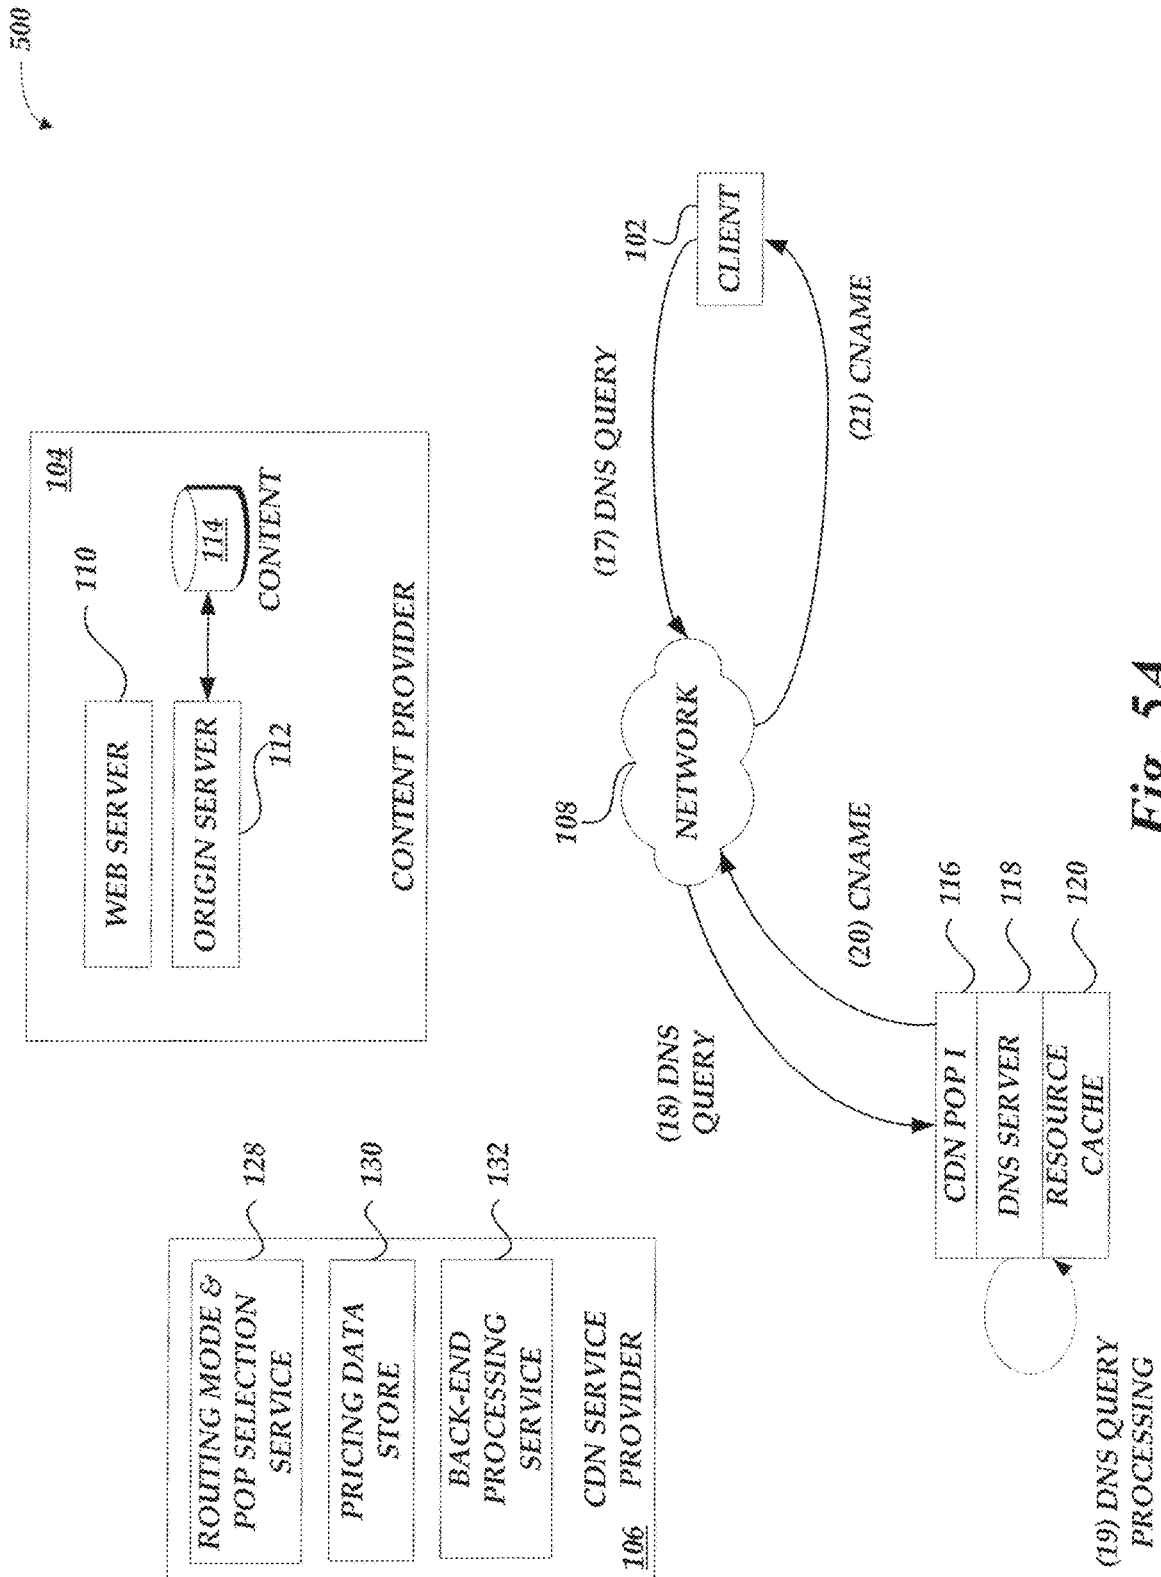 500
104
110
WEB SERVER
ORIGIN SERVER
114
CONTENT
112
CONTENT PROVIDER
128
ROUTING MODE &
POP SELECTION
SERVICE
130
PRICING DATA
STORE
132
BACK-END
PROCESSING
SERVICE
CDN SERVICE
PROVIDER
106
102
CLIENT
(17) DNS QUERY
(21) CNAME
108
NETWORK
(18) DNS
QUERY
(20) CNAME
CDN POP I
116
DNS SERVER
118
RESOURCE
CACHE
120
(19) DNS QUERY
PROCESSING
Fig. 5A